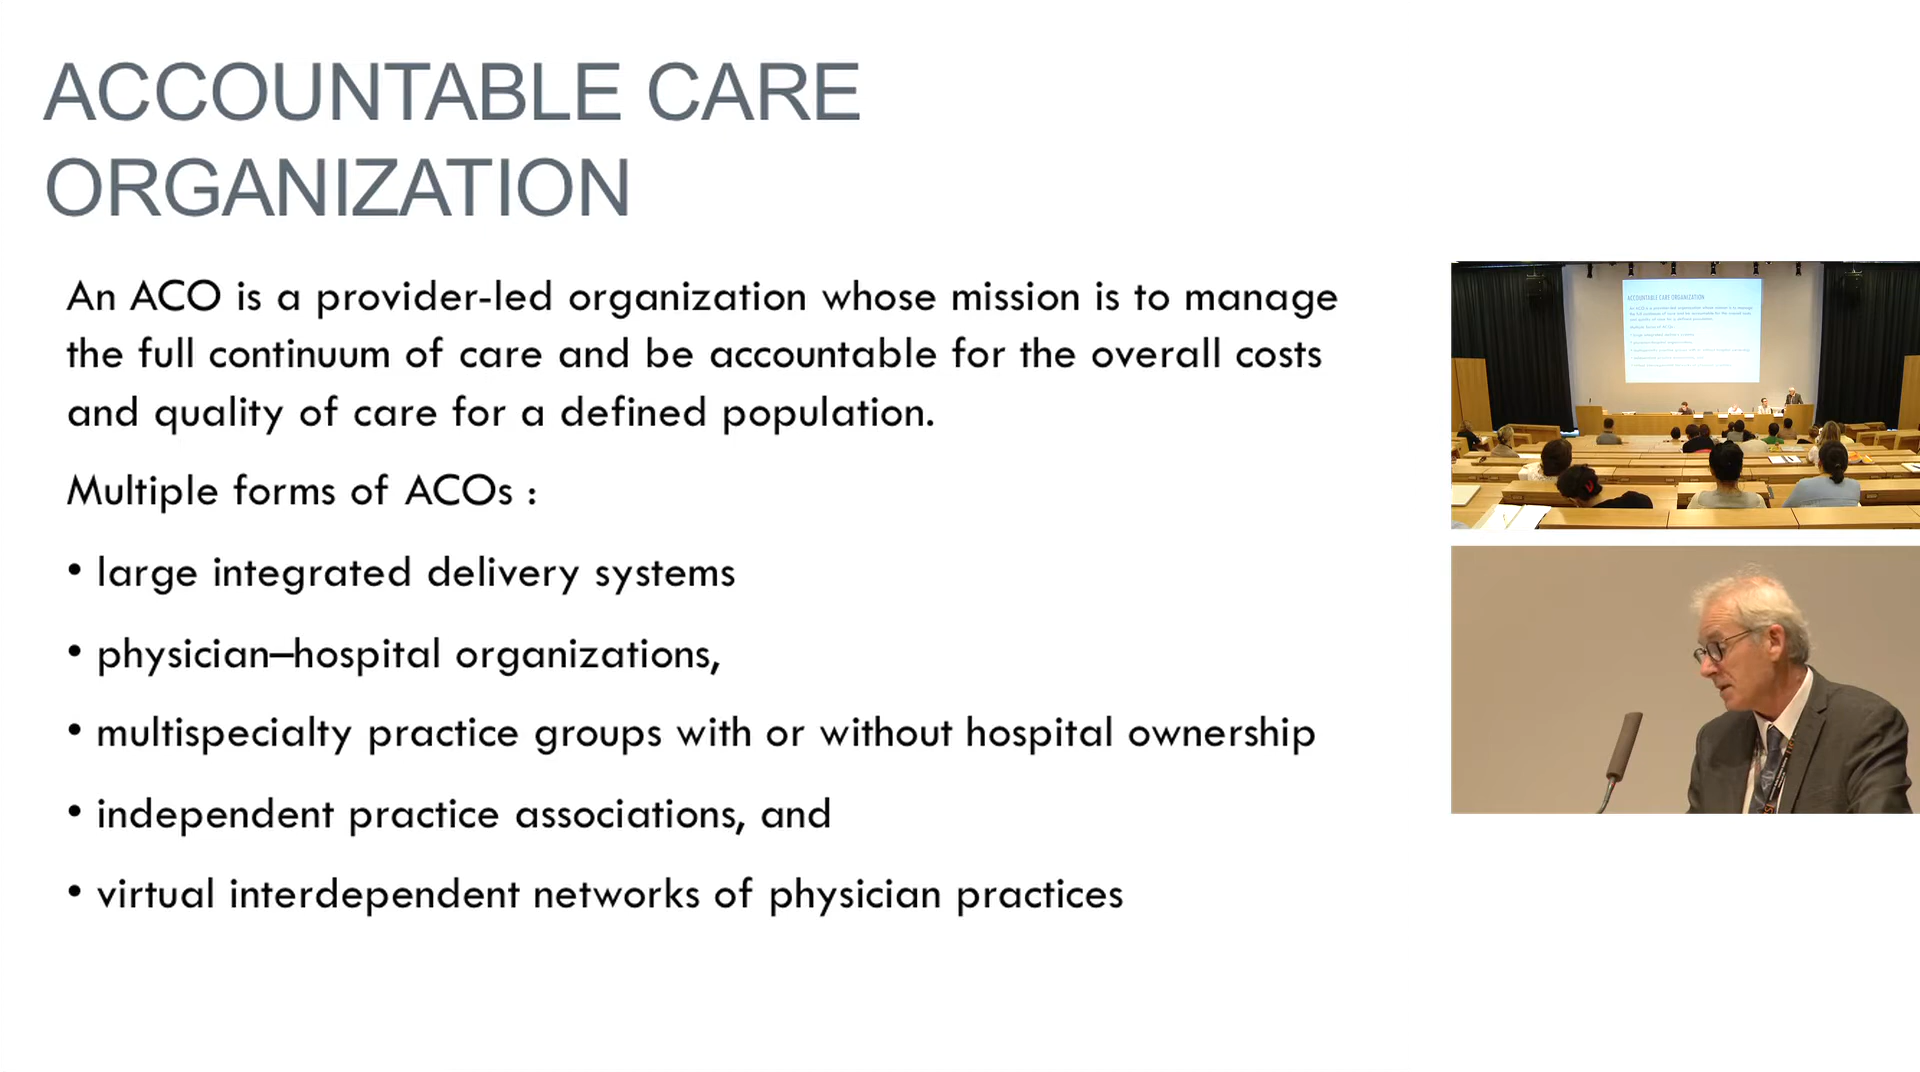 ACCOUNTABLE CARE
ORGANIZATION
An ACO is a provider-led organization whose mission is to manage
the full continuum of care and be accountable for the overall costs
and quality of care for a defined population.
Multiple forms of ACOs :
• large integrated delivery systems
• physician–hospital organizations,
• multispecialty practice groups with or without hospital ownership
• independent practice associations, and
• virtual interdependent networks of physician practices
ACCOUNTABLE CARE ORGANIZATION